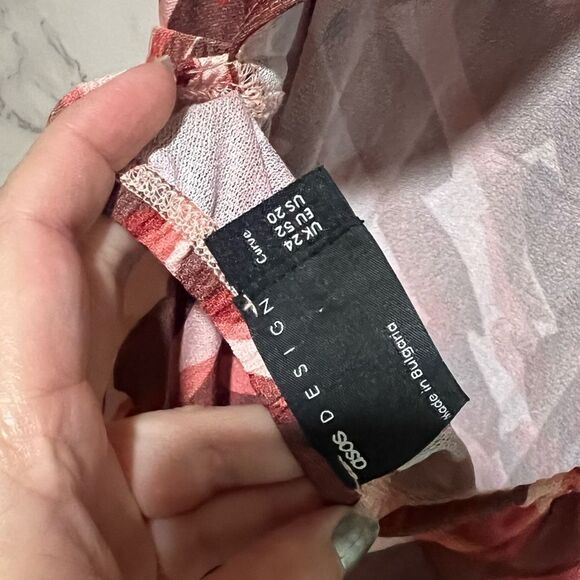 UK 24
EU 52
US 20
Curve
asos
DESIGN
Made in Bulgaria